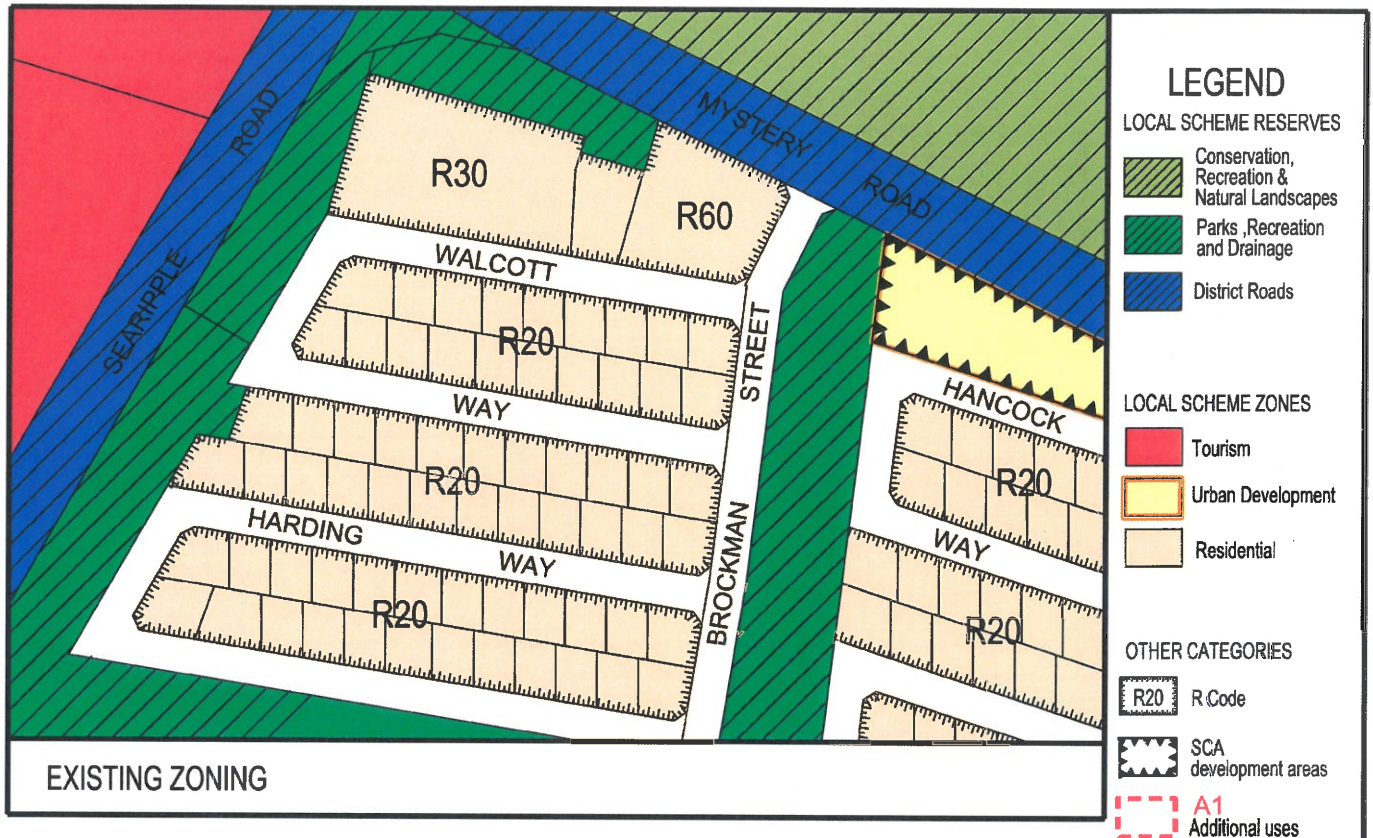 MYSTERY
ROAD
ROAD
SEARIPPLE
R30
R60
WALCOTT
R20
WAY
STREET
BROCKMAN
R20
HARDING
WAY
R20
HANCOCK
R20
WAY
R20
EXISTING ZONING
LEGEND
LOCAL SCHEME RESERVES
Conservation,
Recreation &
Natural Landscapes
Parks ,Recreation
and Drainage
District Roads
LOCAL SCHEME ZONES
Tourism
Urban Development
Residential
OTHER CATEGORIES
R20 R Code
SCA
development areas
A1
Additional uses